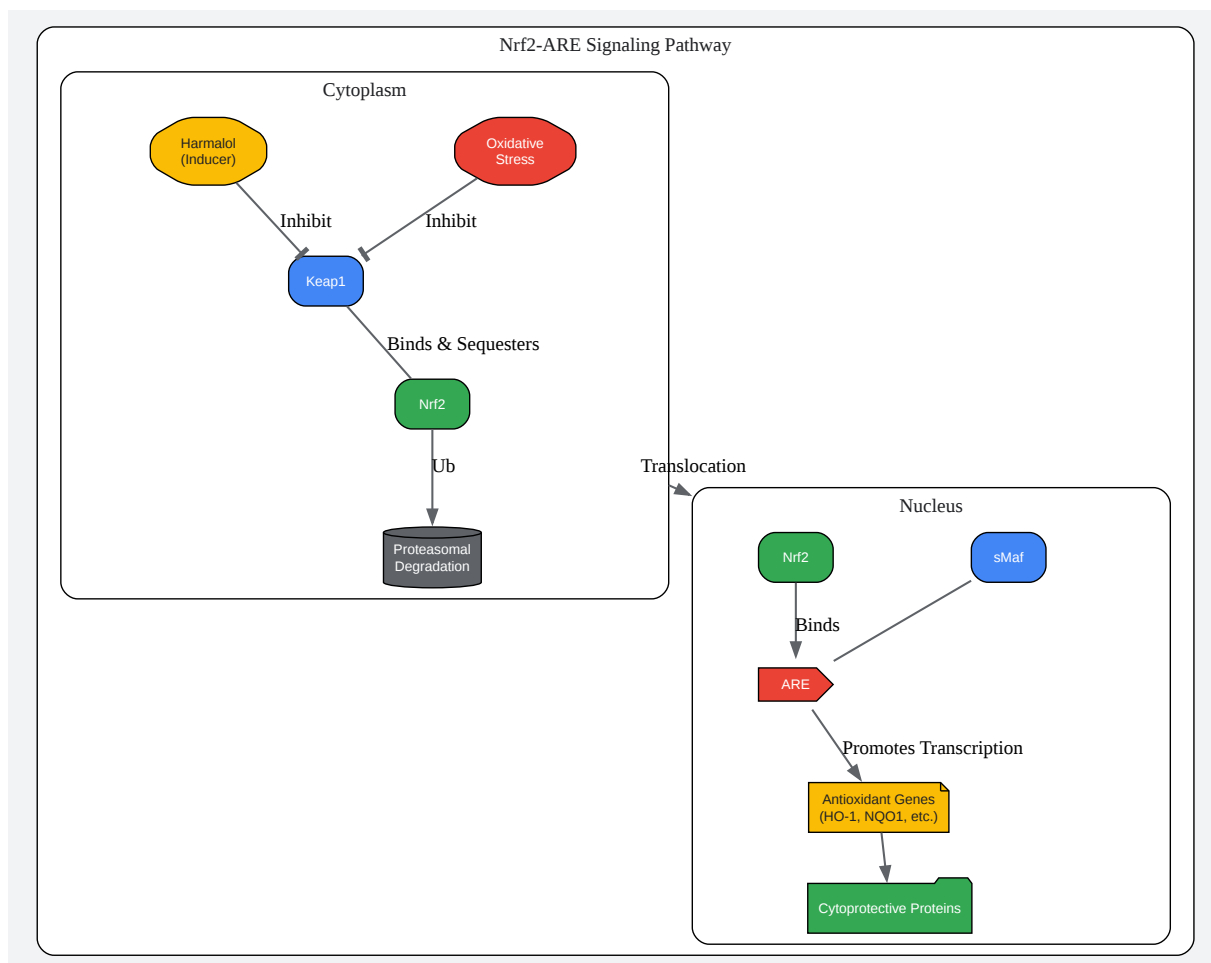 Nrf2-ARE Signaling Pathway
Cytoplasm
Harmalol
(Inducer)
Oxidative
Stress
Inhibit
Inhibit
Keap1
Binds & Sequesters
Nrf2
Ub
Proteasomal
Degradation
Translocation
Nucleus
Nrf2
sMaf
Binds
ARE
Promotes Transcription
Antioxidant Genes
(HO-1, NQO1, etc.)
Cytoprotective Proteins